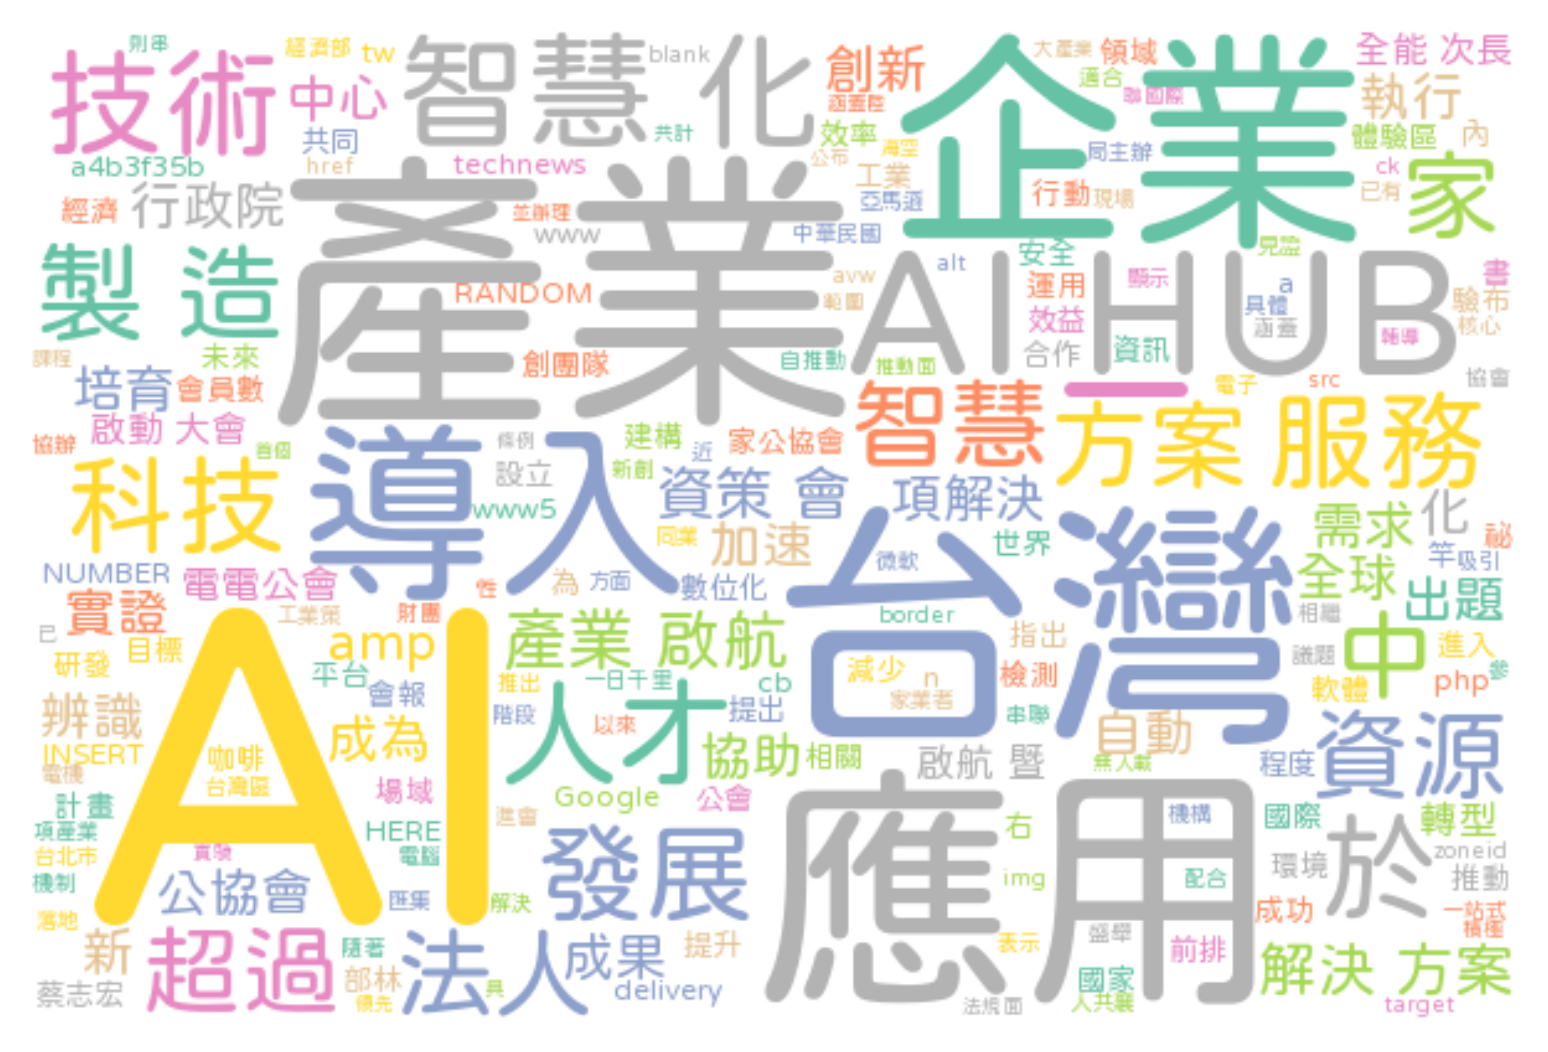 則串
經濟部
tw
智慧 化
blank
創新
企業
大產業
領域
全能 次長
技術
中心
涵蓋陸
適合
聯國際
執行
共同
共計
效率
體驗區
內
a4b3f35b
href
technews
公布
海空
局主辦
ck
家
工業
經濟
行政院
產業
並辦理
www
亞馬遜
行動
現場
已有
中華民國
製 造
AI HUB
安全
alt
兄證
avw
運用
顯示
a
書
RANDOM
範圍
效益
具體
涵蓋
驗布
核心
輔導
課程
未來
創團隊
自推動
推動面
合作
資訊
電子
src
協會
培育
會員數
智慧
方案 服務
啟動 大會
協辦
首個
條例
建構
近
家公協會
科技
導入
設立
新創
資策 會
項解決
www5
需求
化
祕
同業
加速
世界
台灣
竿
吸引
NUMBER
電電公會
性
為
方面
數位化
微軟
全球
出題
實證
工業策
財團
border
相繼
已
AI
amp
產業 啟航
指出
中
進入
研發
目標
平台
會報
推出
一日千里
cb
減少
n
家業者
檢測
議題
軟體
php
參
辨識
成為
階段
人才
以來
提出
串聯
自動
資源
INSERT
電機
咖啡
台灣區
協助
相關
啟航 暨
無人載
程度
計畫
場域
Google
公會
應用
項產業
HERE
進會
右
機構
國際
轉型
台北市
實發
電腦
發展
環境
於
zoneid
機制
公協會
匯集
解決
img
配合
推動
落地
成功
一站式
積極
新
超過
隨著
法人
成果
提升
表示
盛舉
前排
解決 方案
蔡志宏
部林
領先
具
delivery
國家
法規面
人共襄
target